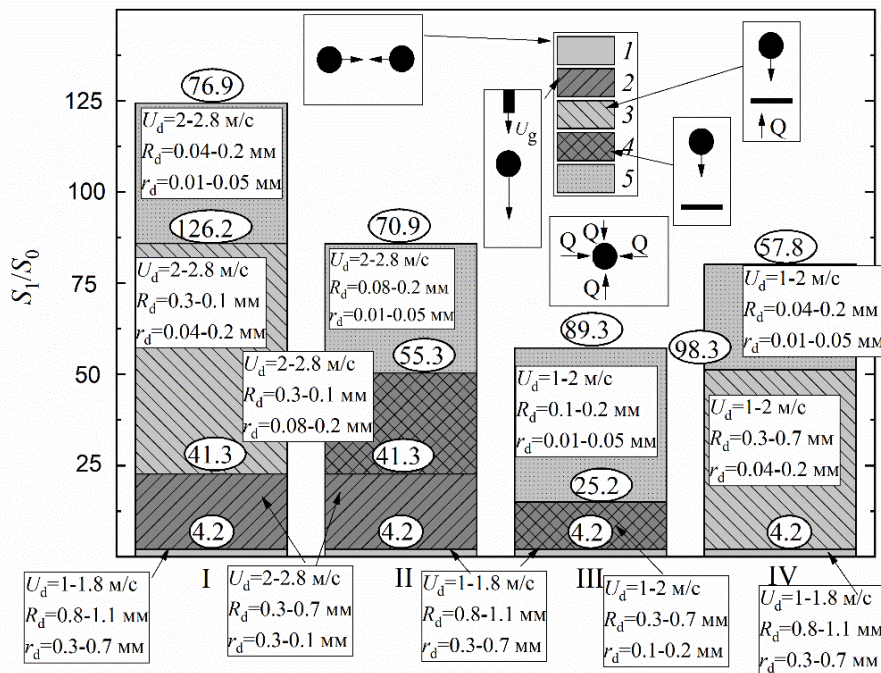 S₁/S₀
125
100
75
50
25
76.9
U_d=2-2.8 м/с
R_d=0.04-0.2 мм
r_d=0.01-0.05 мм
126.2
U_d=2-2.8 м/с
R_d=0.3-0.1 мм
r_d=0.04-0.2 мм
41.3
4.2
70.9
U_d=2-2.8 м/с
R_d=0.08-0.2 мм
r_d=0.01-0.05 мм
55.3
U_d=2-2.8 м/с
R_d=0.3-0.1 мм
r_d=0.08-0.2 мм
41.3
4.2
89.3
U_d=1-2 м/с
R_d=0.1-0.2 мм
r_d=0.01-0.05 мм
25.2
4.2
57.8
U_d=1-2 м/с
R_d=0.04-0.2 мм
r_d=0.01-0.05 мм
98.3
U_d=1-2 м/с
R_d=0.3-0.7 мм
r_d=0.04-0.2 мм
4.2
U_g
1
2
3
4
5
Q
Q
Q
Q
Q
I
II
III
IV
U_d=1-1.8 м/с
R_d=0.8-1.1 мм
r_d=0.3-0.7 мм
U_d=2-2.8 м/с
R_d=0.3-0.7 мм
r_d=0.3-0.1 мм
U_d=1-1.8 м/с
R_d=0.8-1.1 мм
r_d=0.3-0.7 мм
U_d=1-2 м/с
R_d=0.3-0.7 мм
r_d=0.1-0.2 мм
U_d=1-1.8 м/с
R_d=0.8-1.1 мм
r_d=0.3-0.7 мм